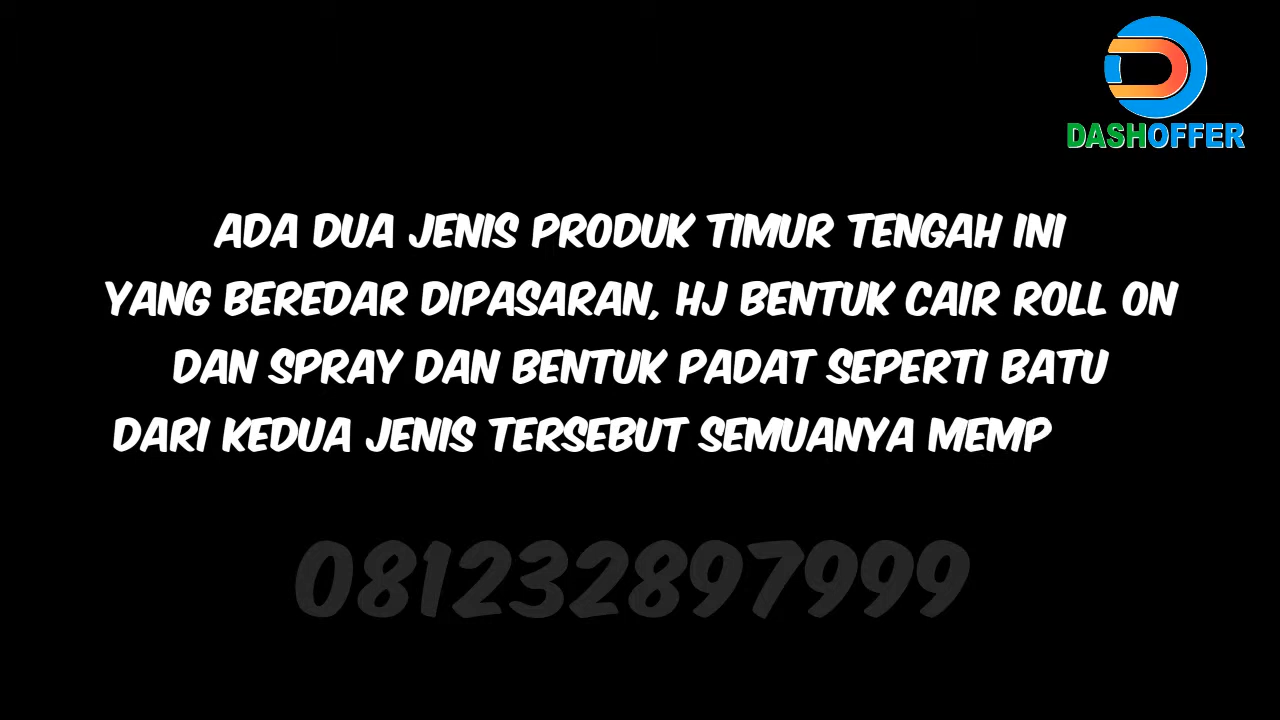 DASHOFFER
ADA DUA JENIS PRODUK TIMUR TENGAH INI
YANG BEREDAR DIPASARAN, HJ BENTUK CAIR ROLL ON
DAN SPRAY DAN BENTUK PADAT SEPERTI BATU
DARI KEDUA JENIS TERSEBUT SEMUANYA MEMP
081232897999